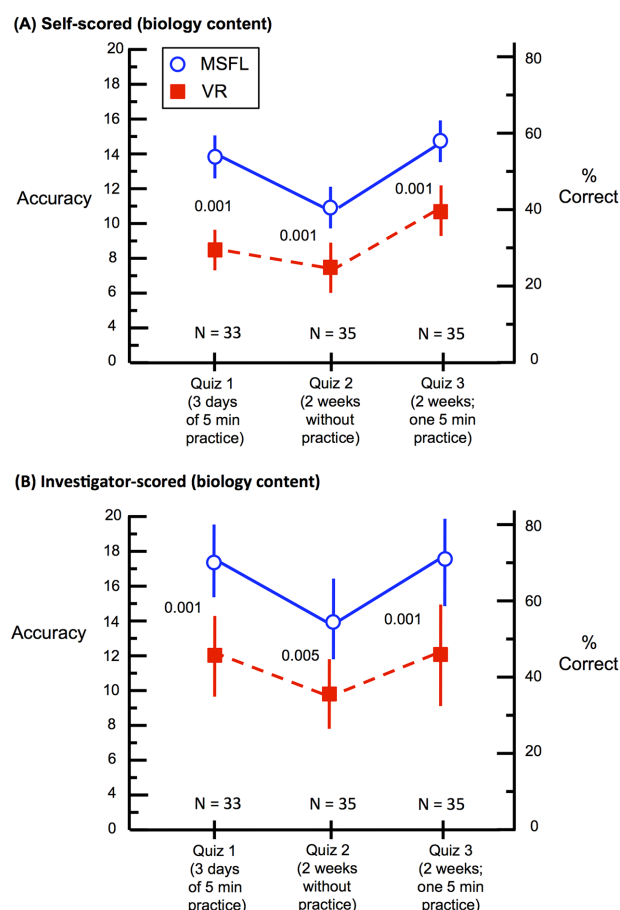 (A) Self-scored (biology content)
20
18
16
14
12
10
8
6
4
0
Accuracy
MSFL
VR
80
60
40
20
0
%
Correct
0.001
0.001
0.001
N = 33
N = 35
N = 35
Quiz 1
(3 days
of 5 min
practice)
Quiz 2
(2 weeks
without
practice)
Quiz 3
(2 weeks;
one 5 min
practice)
(B) Investigator-scored (biology content)
20
18
16
14
12
10
8
6
4
0
Accuracy
80
60
40
20
0
%
Correct
0.001
0.005
0.001
N = 33
N = 35
N = 35
Quiz 1
(3 days
of 5 min
practice)
Quiz 2
(2 weeks
without
practice)
Quiz 3
(2 weeks;
one 5 min
practice)